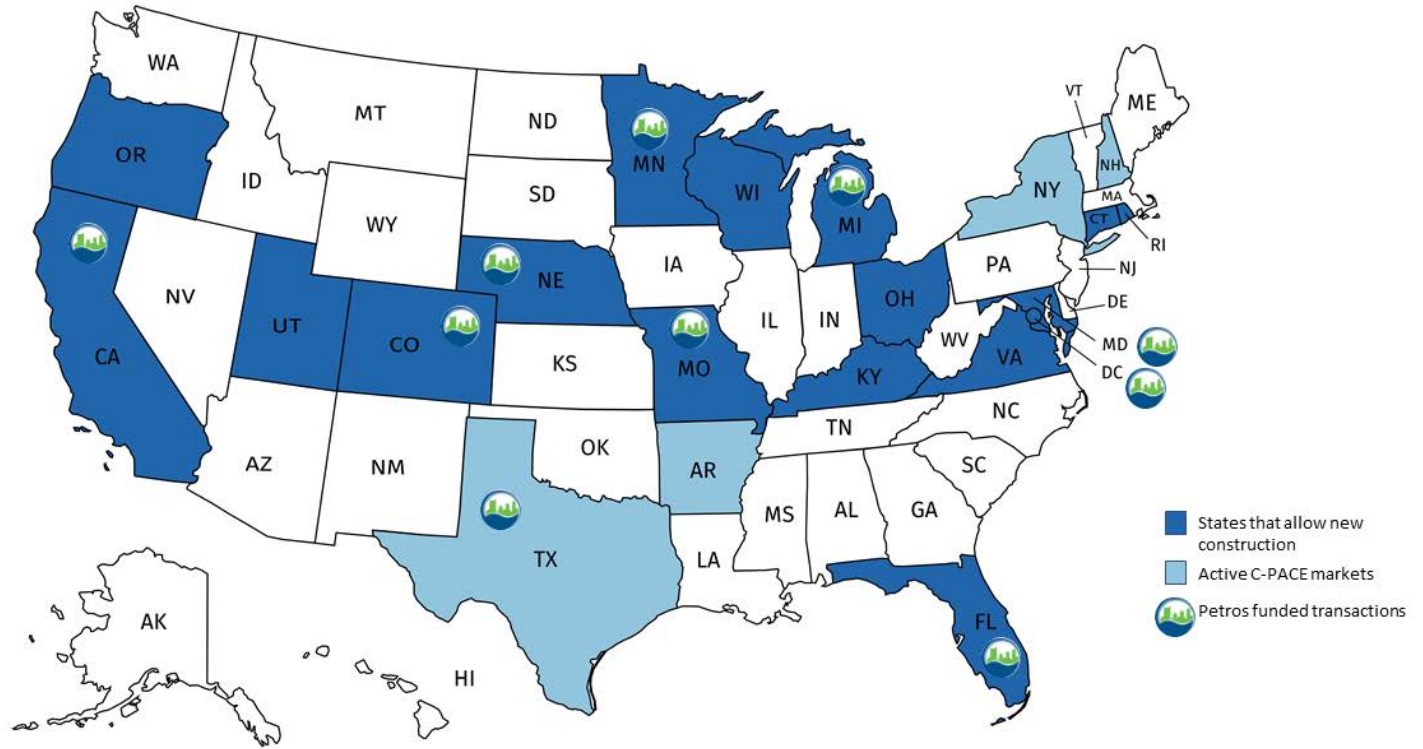 WA
MT
ND
MN
VT
ME
OR
ID
SD
WI
MI
NY
NH
MA
CT
RI
WY
IA
PA
NJ
NE
NV
UT
CO
IL
IN
OH
DE
WV
MD
CA
KS
MO
KY
VA
DC
AZ
NM
OK
AR
TN
NC
SC
TX
LA
MS
AL
GA
FL
AK
HI
States that allow new
construction
Active C-PACE markets
Petros funded transactions